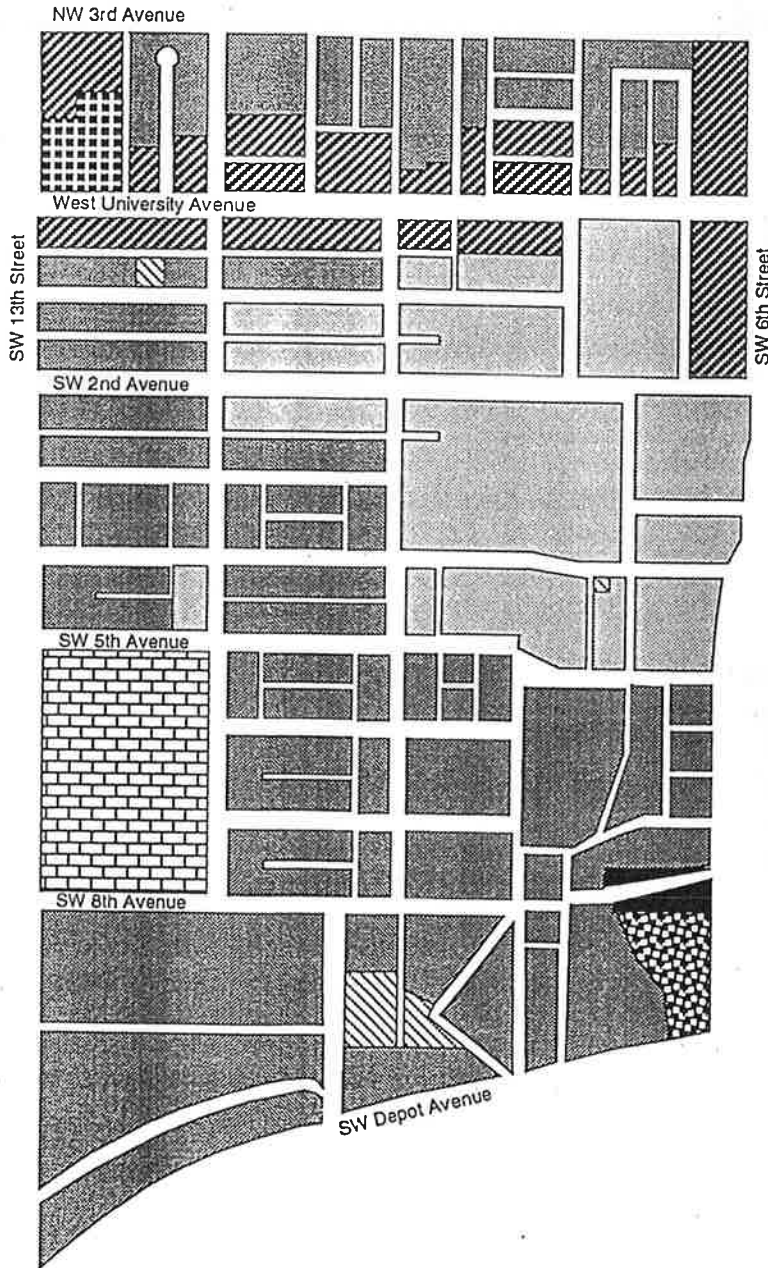 NW 3rd Avenue
West University Avenue
SW 13th Street
SW 6th Street
SW 2nd Avenue
SW 5th Avenue
SW 8th Avenue
SW Depot Avenue